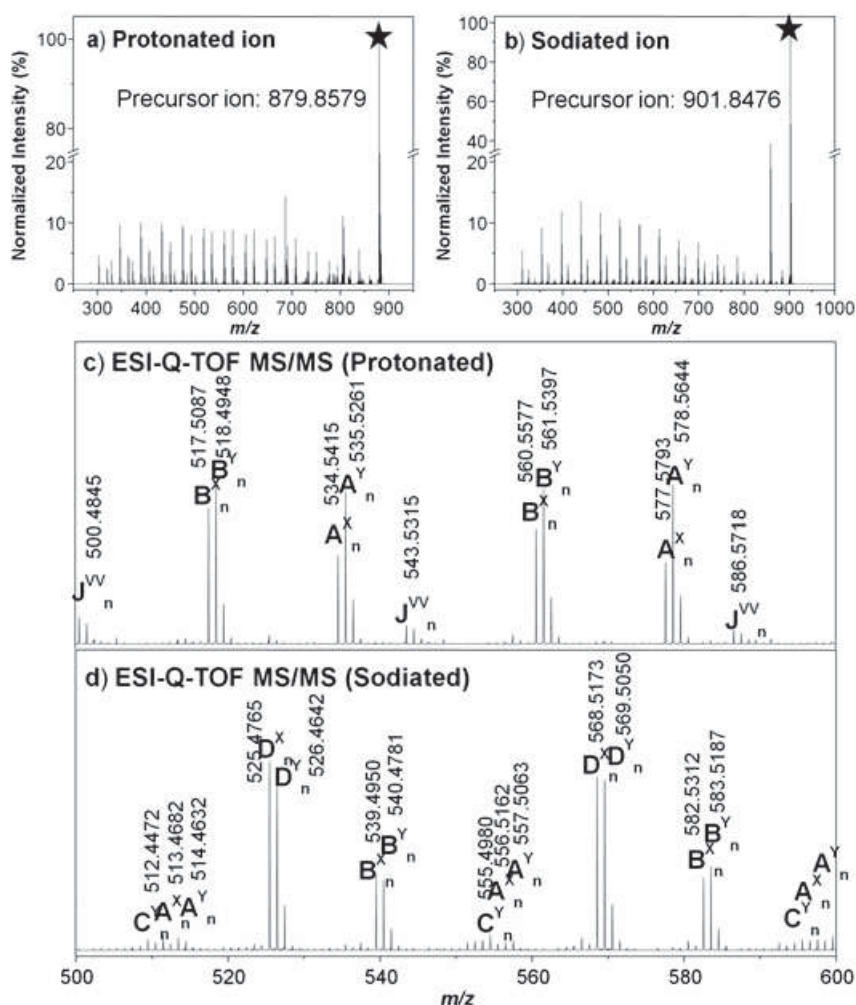 a) Protonated ion
Precursor ion: 879.8579
Normalized Intensity (%)
100
80
20
10
0
300 400 500 600 700 800 900
m/z
b) Sodiated ion
Precursor ion: 901.8476
Normalized Intensity (%)
100
80
60
40
20
10
0
300 400 500 600 700 800 900 1000
m/z
c) ESI-Q-TOF MS/MS (Protonated)
J VV n 500.4845
B X n 517.5087
B Y n 518.4948
A X n 534.5415
A Y n 535.5261
J VV n 543.5315
B X n 560.5577
B Y n 561.5397
A X n 577.5793
A Y n 578.5644
J VV n 586.5718
d) ESI-Q-TOF MS/MS (Sodiated)
C Y n 512.4472
A X n 513.4682
A Y n 514.4632
D X n 525.4765
D Y n 526.4642
B X n 539.4950
B Y n 540.4781
C Y n 555.4980
A X n 556.5162
A Y n 557.5063
D X n 568.5173
D Y n 569.5050
B X n 582.5312
B Y n 583.5187
C Y n
A X n
A Y n
500 520 540 560 580 600
m/z